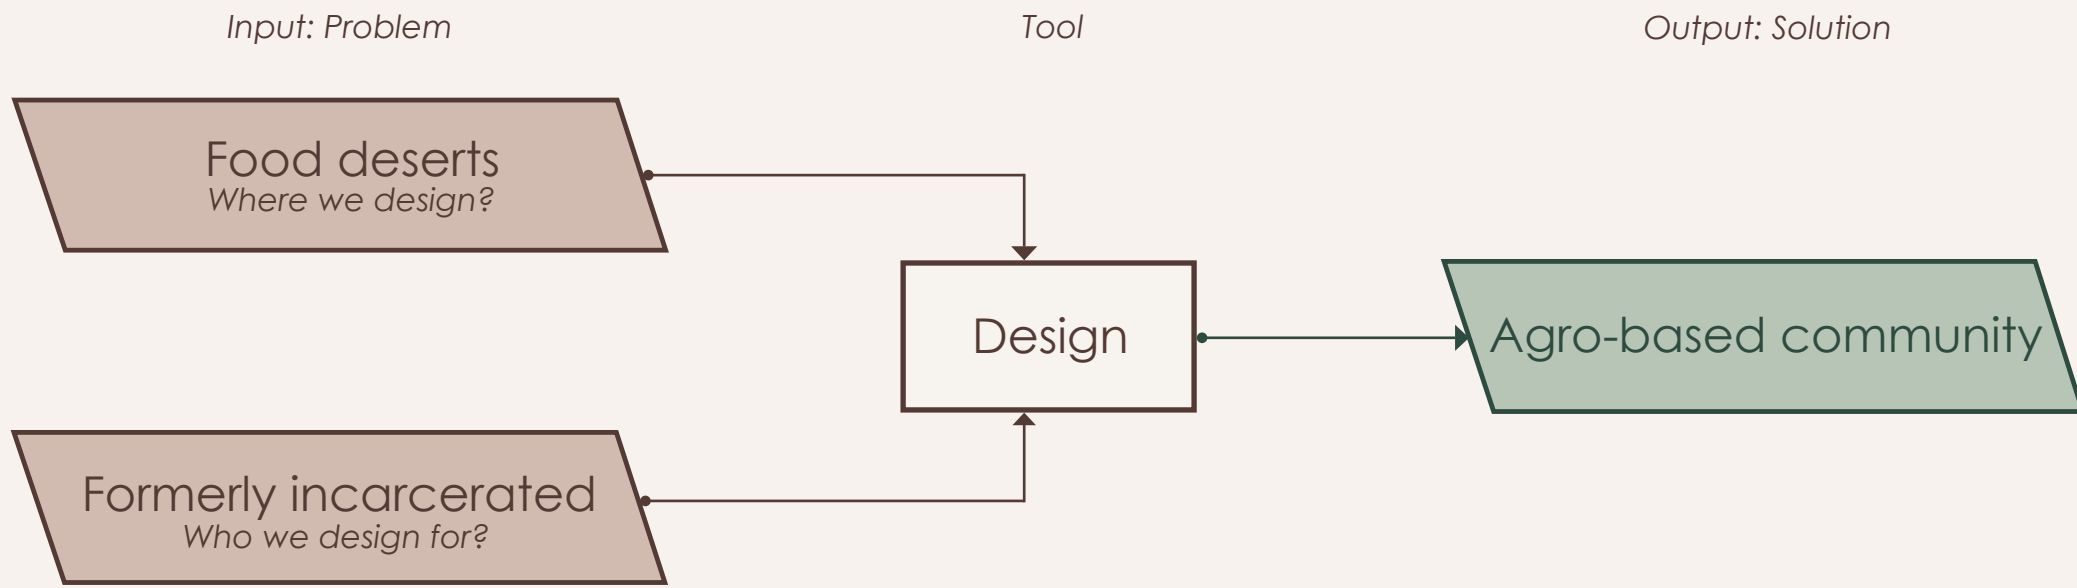 Input: Problem
Tool
Output: Solution
Food deserts
Where we design?
Design
Agro-based community
Formerly incarcerated
Who we design for?